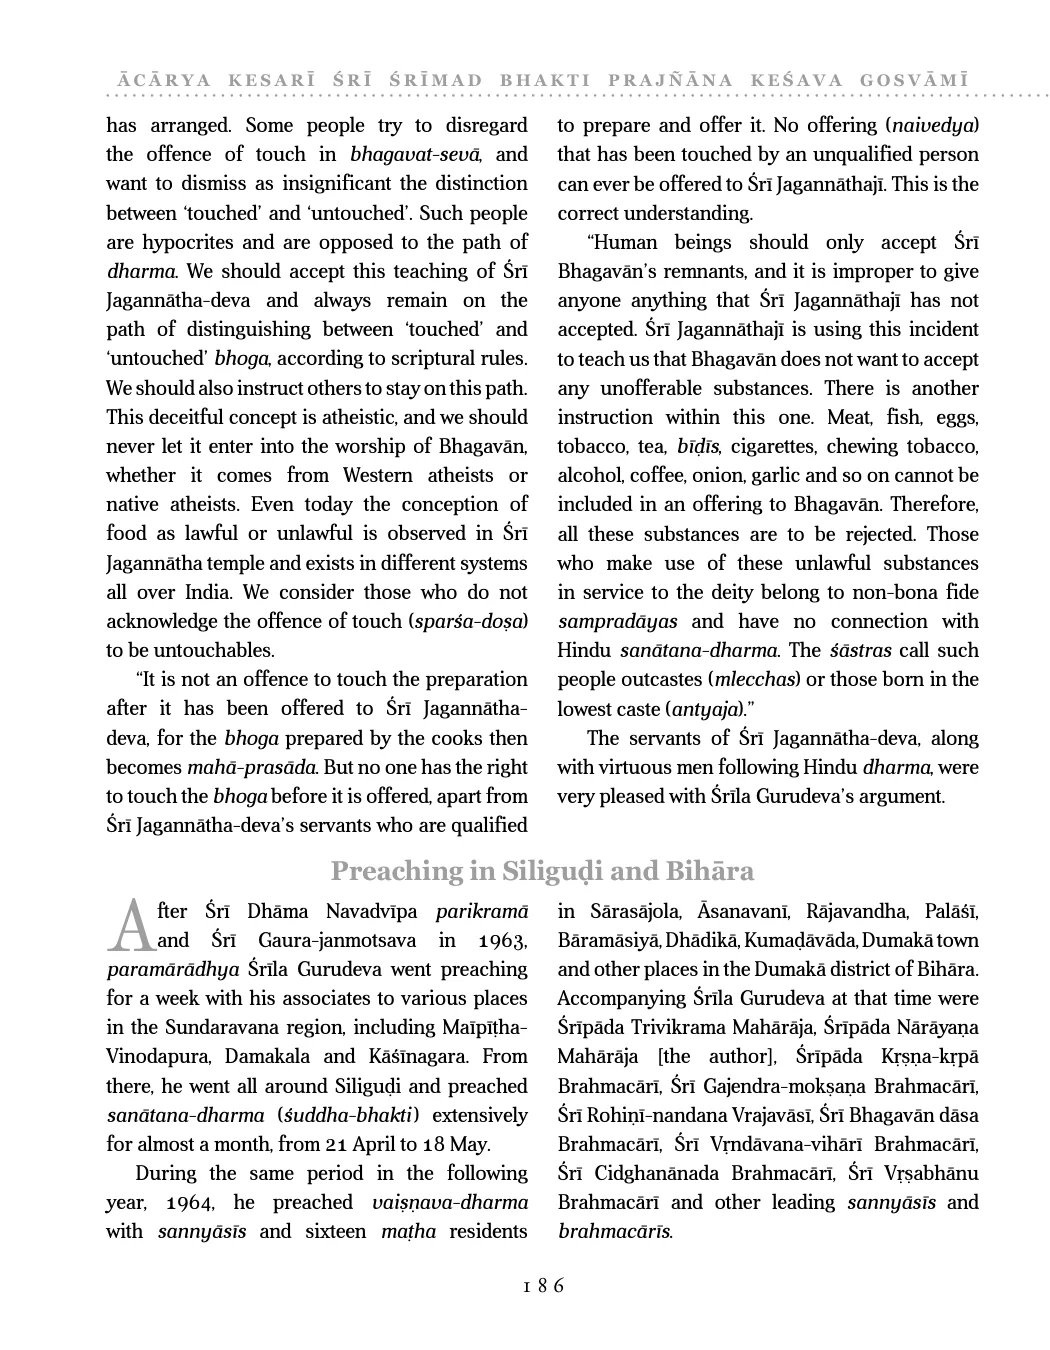 ĀCĀRYA KESARĪ ŚRĪ ŚRĪMAD BHAKTI PRAJÑĀNA KEŚAVA GOSVĀMĪ
has arranged. Some people try to disregard
the offence of touch in bhagavat-sevā, and
want to dismiss as insignificant the distinction
between ‘touched’ and ‘untouched’. Such people
are hypocrites and are opposed to the path of
dharma. We should accept this teaching of Śrī
Jagannātha-deva and always remain on the
path of distinguishing between ‘touched’ and
‘untouched’ bhoga, according to scriptural rules.
We should also instruct others to stay on this path.
This deceitful concept is atheistic, and we should
never let it enter into the worship of Bhagavān,
whether it comes from Western atheists or
native atheists. Even today the conception of
food as lawful or unlawful is observed in Śrī
Jagannātha temple and exists in different systems
all over India. We consider those who do not
acknowledge the offence of touch (sparśa-doṣa)
to be untouchables.
“It is not an offence to touch the preparation
after it has been offered to Śrī Jagannātha-
deva, for the bhoga prepared by the cooks then
becomes mahā-prasāda. But no one has the right
to touch the bhoga before it is offered, apart from
Śrī Jagannātha-deva’s servants who are qualified
to prepare and offer it. No offering (naivedya)
that has been touched by an unqualified person
can ever be offered to Śrī Jagannāthajī. This is the
correct understanding.
“Human beings should only accept Śrī
Bhagavān’s remnants, and it is improper to give
anyone anything that Śrī Jagannāthajī has not
accepted. Śrī Jagannāthajī is using this incident
to teach us that Bhagavān does not want to accept
any unofferable substances. There is another
instruction within this one. Meat, fish, eggs,
tobacco, tea, bīḍīs, cigarettes, chewing tobacco,
alcohol, coffee, onion, garlic and so on cannot be
included in an offering to Bhagavān. Therefore,
all these substances are to be rejected. Those
who make use of these unlawful substances
in service to the deity belong to non-bona fide
sampradāyas and have no connection with
Hindu sanātana-dharma. The śāstras call such
people outcastes (mlecchas) or those born in the
lowest caste (antyaja).”
The servants of Śrī Jagannātha-deva, along
with virtuous men following Hindu dharma, were
very pleased with Śrīla Gurudeva’s argument.
Preaching in Siliguḍi and Bihāra
After Śrī Dhāma Navadvīpa parikramā
and Śrī Gaura-janmotsava in 1963,
paramārādhya Śrīla Gurudeva went preaching
for a week with his associates to various places
in the Sundaravana region, including Maīpīṭha-
Vinodapura, Damakala and Kāśīnagara. From
there, he went all around Siliguḍi and preached
sanātana-dharma (śuddha-bhakti) extensively
for almost a month, from 21 April to 18 May.
During the same period in the following
year, 1964, he preached vaiṣṇava-dharma
with sannyāsīs and sixteen maṭha residents
in Sārasājola, Āsanavanī, Rājavandha, Palāśī,
Bāramāsiyā, Dhādikā, Kumaḍāvāda, Dumakā town
and other places in the Dumakā district of Bihāra.
Accompanying Śrīla Gurudeva at that time were
Śrīpāda Trivikrama Mahārāja, Śrīpāda Nārāyaṇa
Mahārāja [the author], Śrīpāda Kṛṣṇa-kṛpā
Brahmacārī, Śrī Gajendra-mokṣaṇa Brahmacārī,
Śrī Rohiṇī-nandana Vrajavāsī, Śrī Bhagavān dāsa
Brahmacārī, Śrī Vṛndāvana-vihārī Brahmacārī,
Śrī Cidghanānada Brahmacārī, Śrī Vṛṣabhānu
Brahmacārī and other leading sannyāsīs and
brahmacārīs.
186